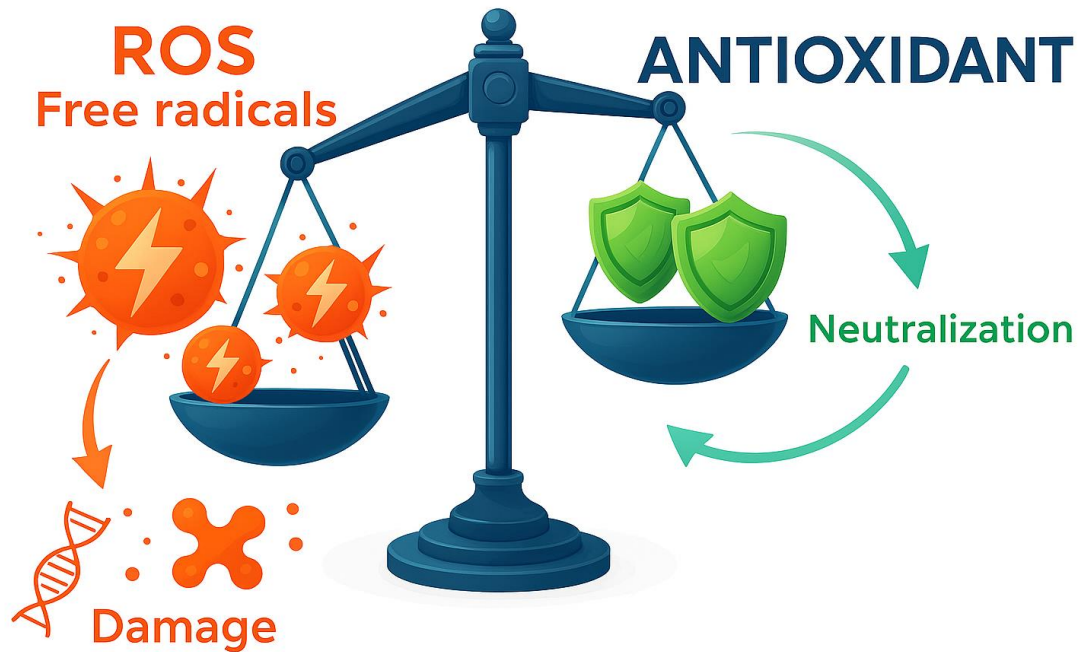 ROS
Free radicals
ANTIOXIDANT
Neutralization
Damage